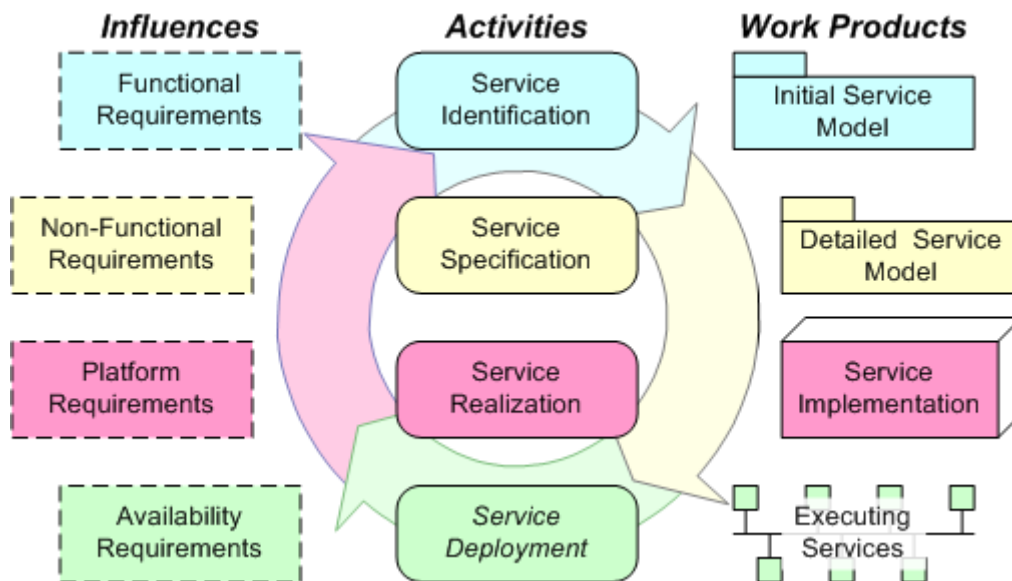 Influences
Activities
Work Products
Functional
Requirements
Service
Identification
Initial Service
Model
Non-Functional
Requirements
Service
Specification
Detailed Service
Model
Platform
Requirements
Service
Realization
Service
Implementation
Availability
Requirements
Service
Deployment
Executing
Services